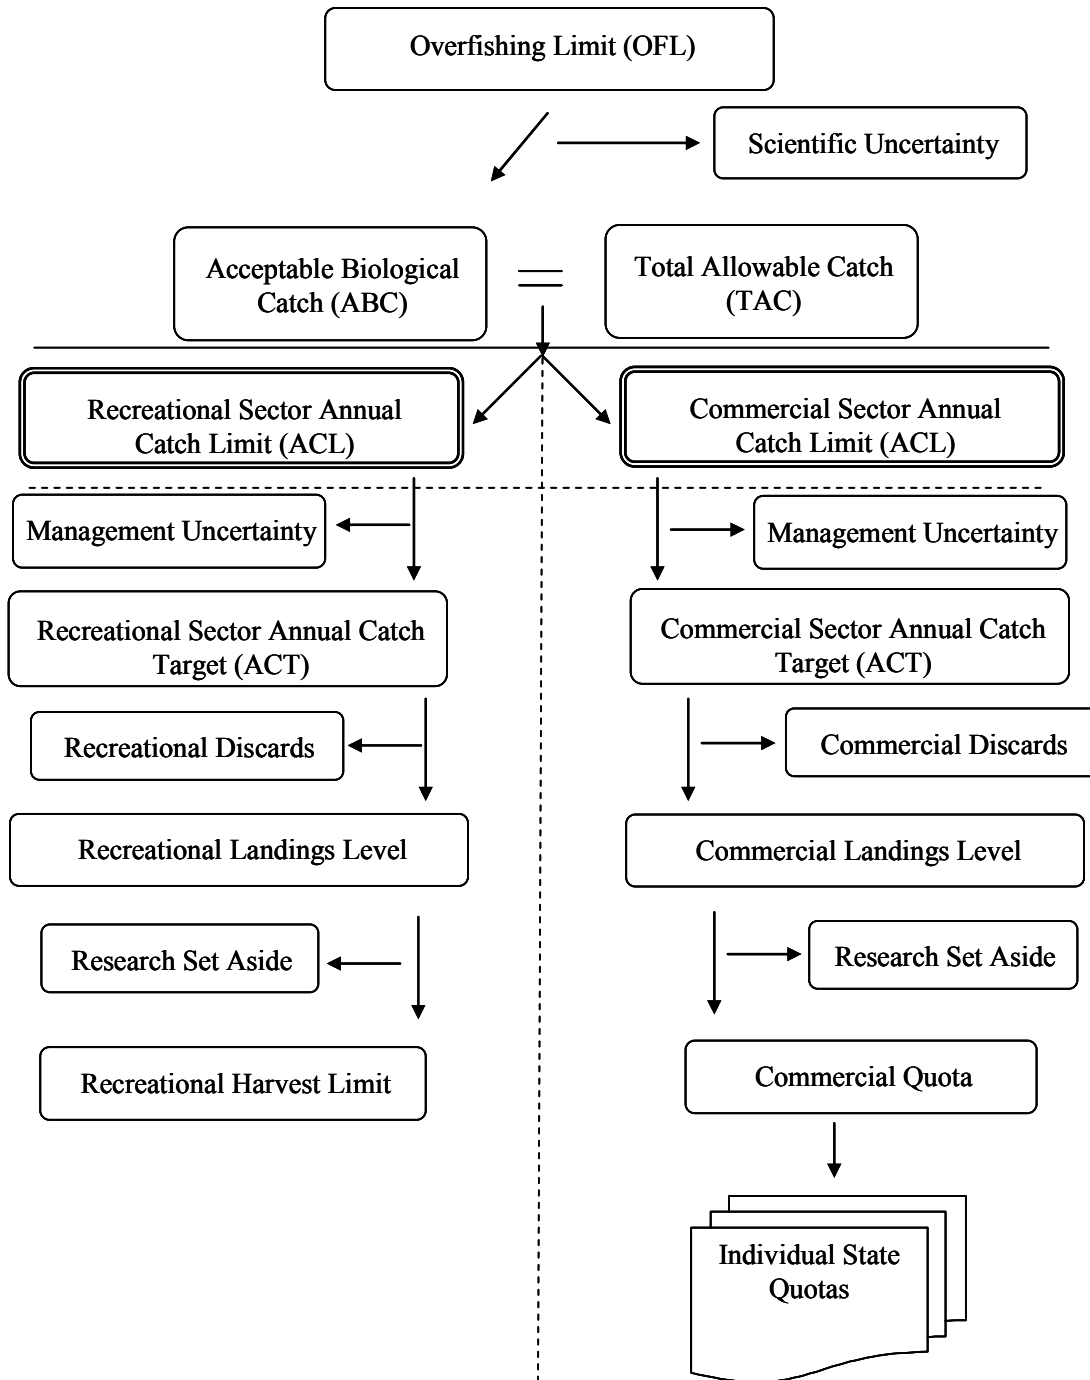 Overfishing Limit (OFL)
Scientific Uncertainty
Acceptable Biological
Catch (ABC)
Total Allowable Catch
(TAC)
Recreational Sector Annual
Catch Limit (ACL)
Commercial Sector Annual
Catch Limit (ACL)
Management Uncertainty
Management Uncertainty
Recreational Sector Annual Catch
Target (ACT)
Commercial Sector Annual Catch
Target (ACT)
Recreational Discards
Commercial Discards
Recreational Landings Level
Commercial Landings Level
Research Set Aside
Research Set Aside
Recreational Harvest Limit
Commercial Quota
Individual State
Quotas